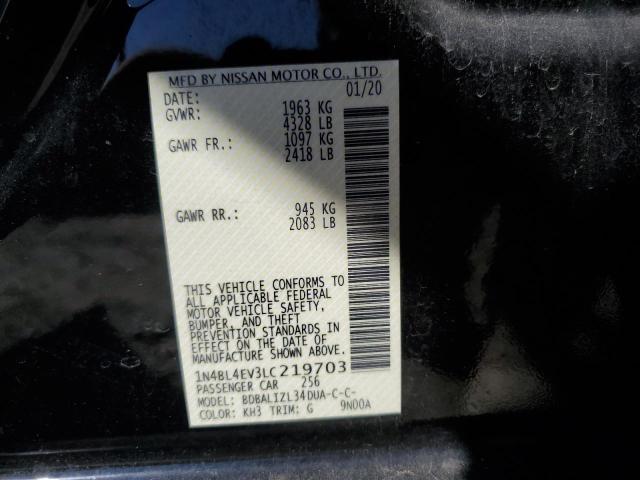 MFD BY NISSAN MOTOR CO., LTD.
DATE: 01/20
GVWR: 1963 KG
4328 LB
GAWR FR.: 1097 KG
2418 LB
GAWR RR.: 945 KG
2083 LB
THIS VEHICLE CONFORMS TO
ALL APPLICABLE FEDERAL
MOTOR VEHICLE SAFETY,
BUMPER, AND THEFT
PREVENTION STANDARDS IN
EFFECT ON THE DATE OF
MANUFACTURE SHOWN ABOVE.
1N4BL4EV3LC219703
PASSENGER CAR 256
MODEL: BDBALIZL34DUA-C-C-
COLOR: KH3 TRIM: G 9N00A